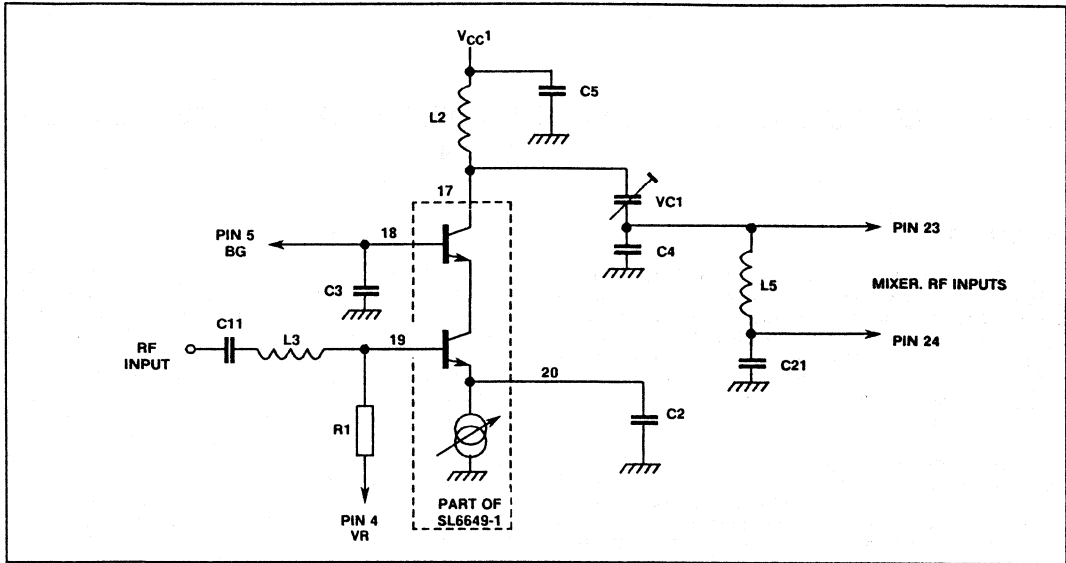 VCC1
C5
L2
17
VC1
PIN 5
BG
18
PIN 23
C4
C3
L5
MIXER. RF INPUTS
C11
L3
19
RF
INPUT
PIN 24
20
C21
R1
C2
PART OF
SL6649-1
PIN 4
VR